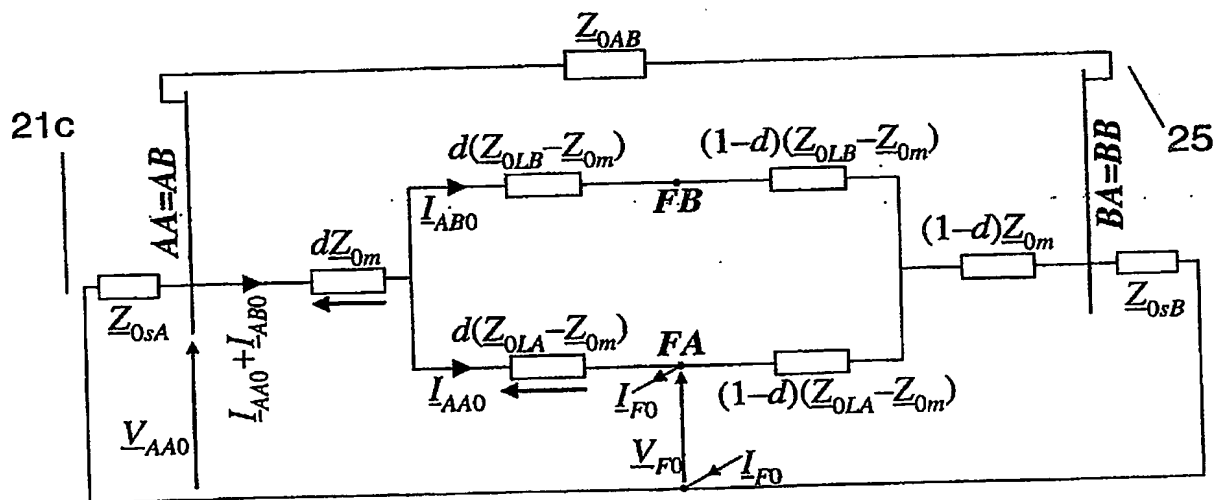 Z0AB
21c
25
AA=AB
BA=BB
d(Z0LB–Z0m)
(1–d)(Z0LB–Z0m)
FB
IAB0
dZ0m
(1–d)Z0m
Z0sA
Z0sB
IAA0+IAB0
d(Z0LA–Z0m)
FA
IAA0
IF0
(1–d)(Z0LA–Z0m)
VAA0
VF0
IF0